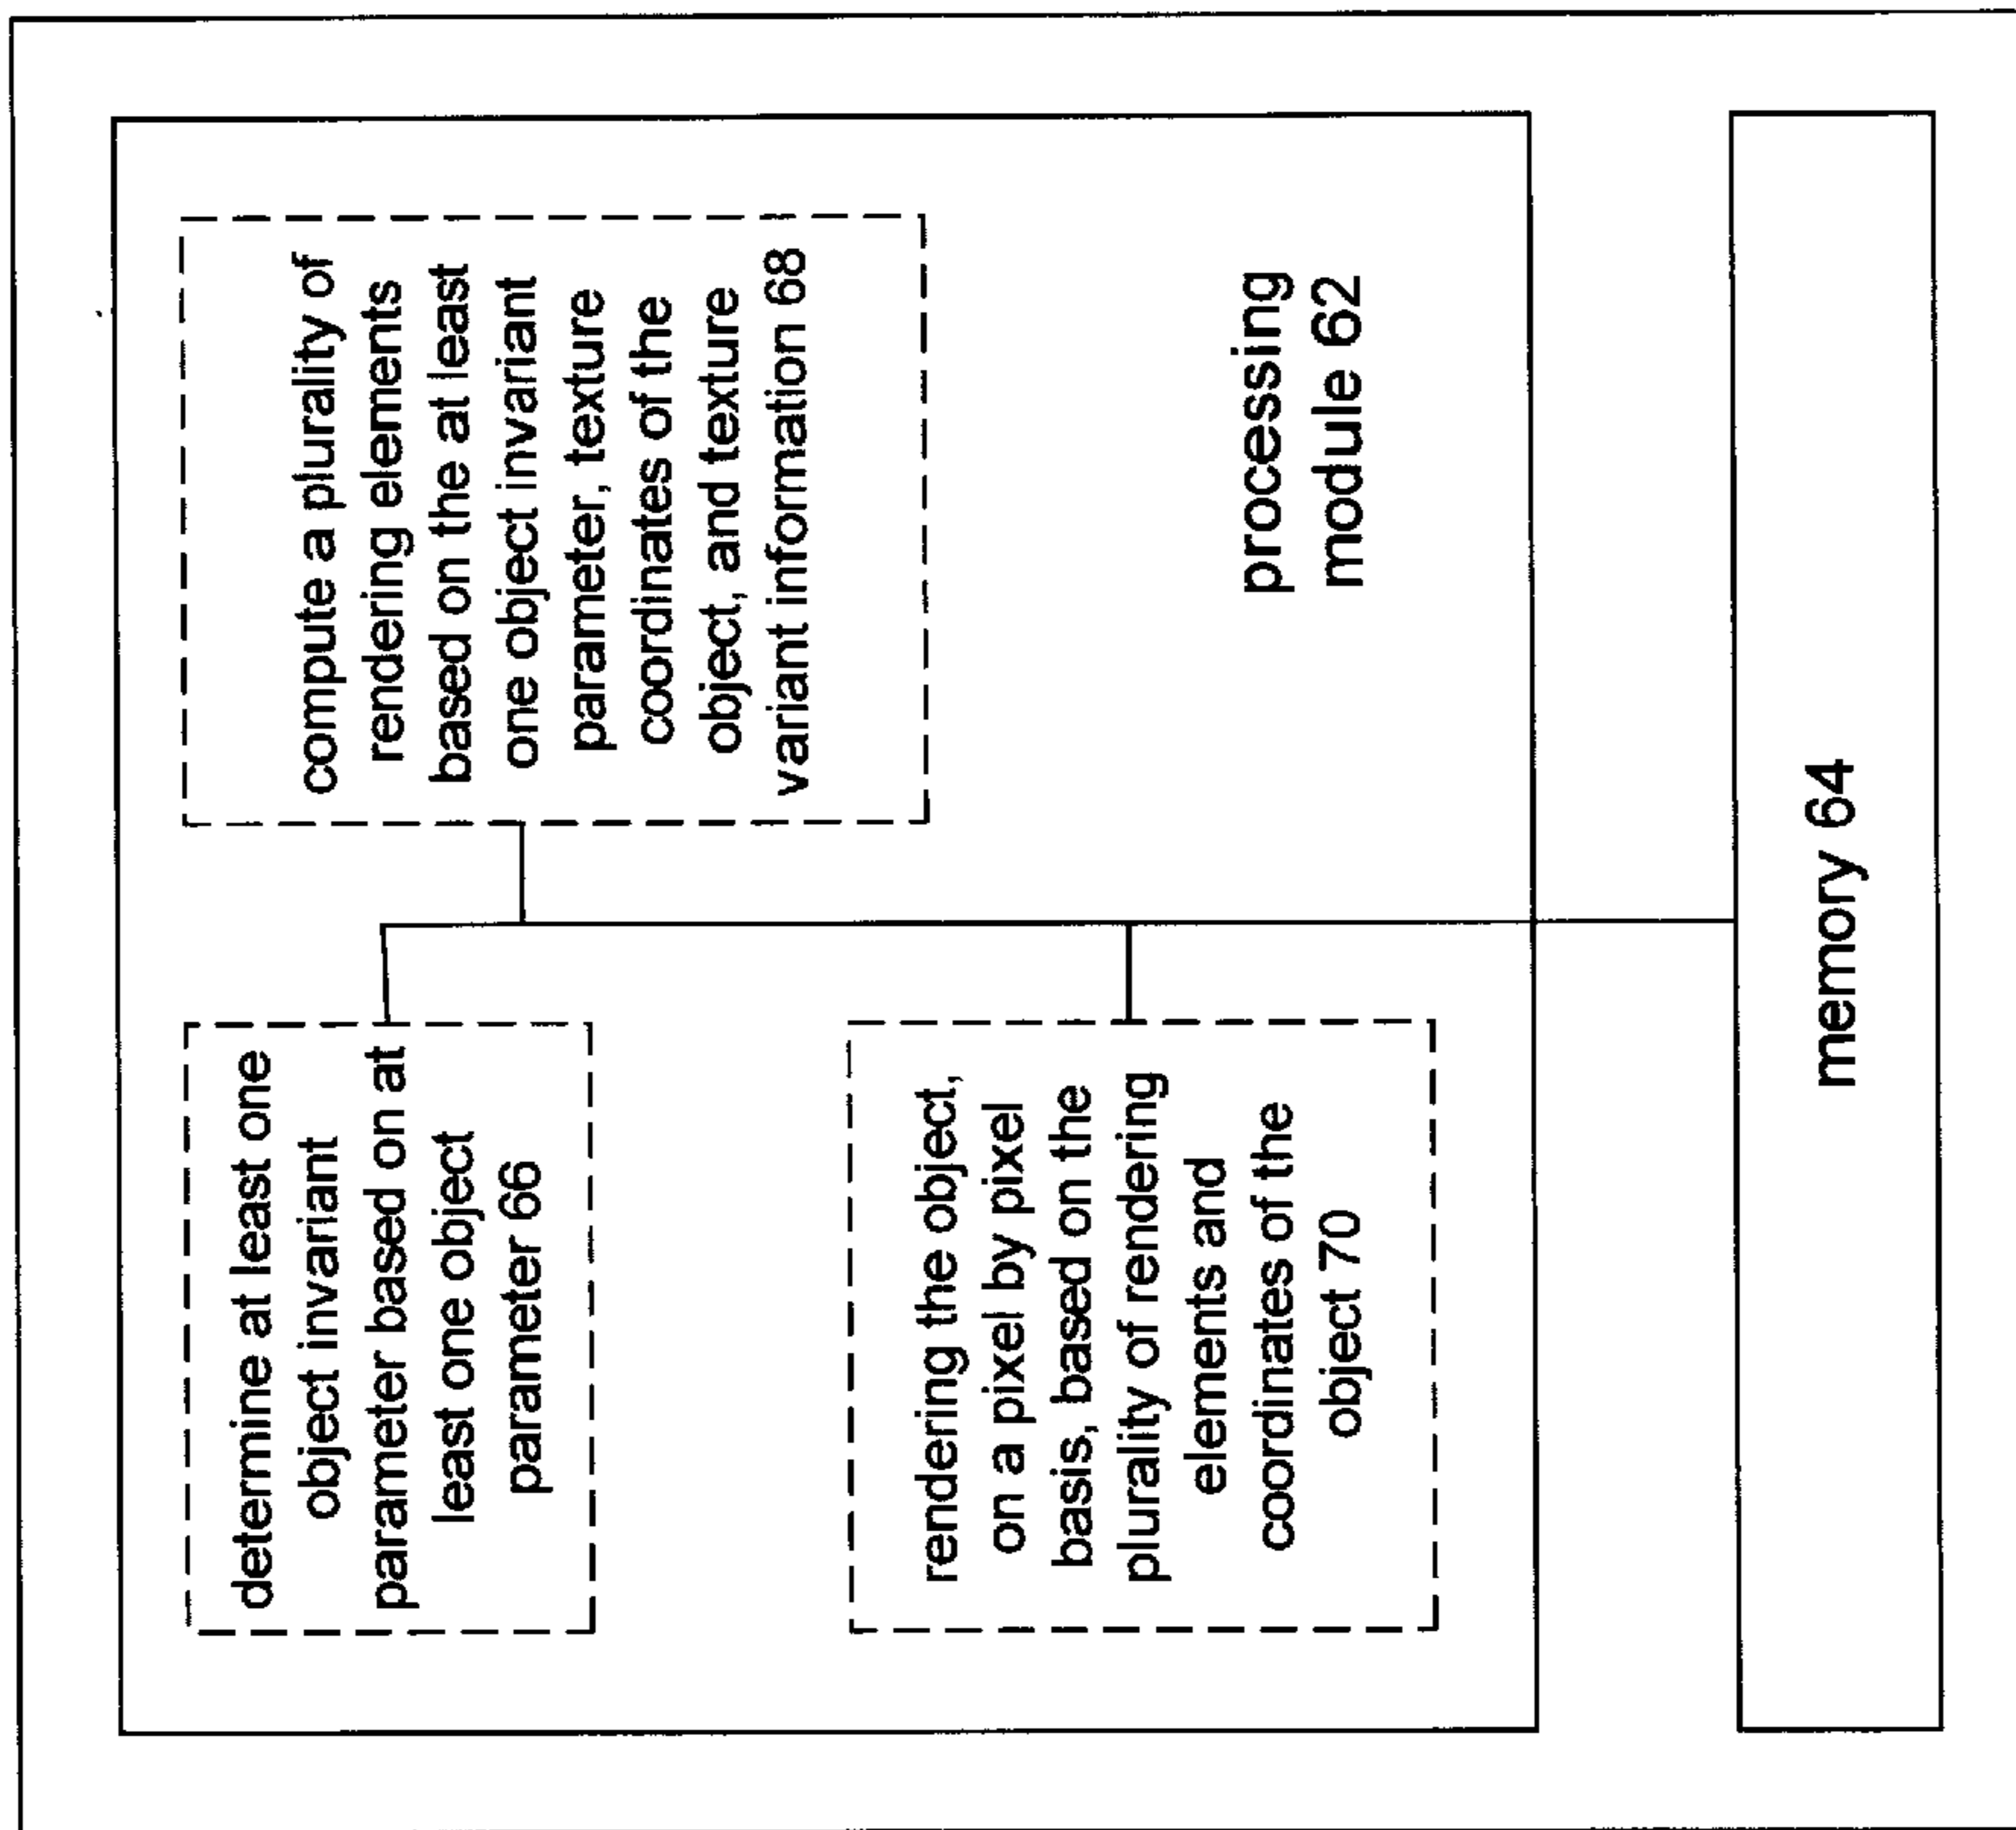 determine at least one
object invariant
parameter based on at
least one object
parameter 66
compute a plurality of
rendering elements
based on the at least
one object invariant
parameter, texture
coordinates of the
object, and texture
variant information 68
rendering the object,
on a pixel by pixel
basis, based on the
plurality of rendering
elements and
coordinates of the
object 70
processing
module 62
memory 64